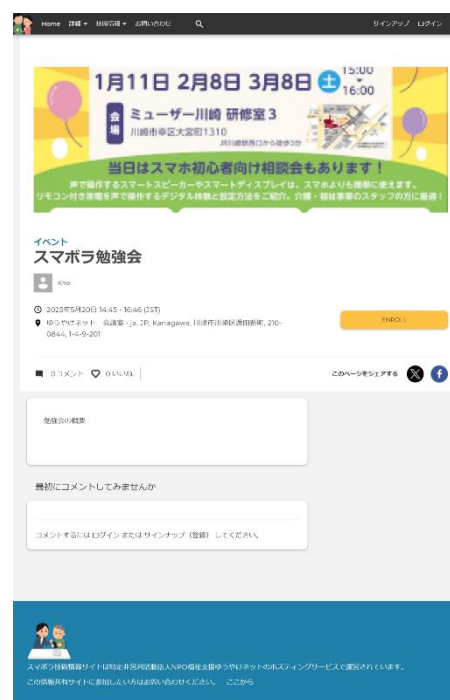 Home 詳細 技術情報 お問い合わせ サインアップ ログイン
1月11日 2月8日 3月8日 土 15:00
16:00
会場 ミューザー川崎 研修室3
川崎市幸区大宮町1310
JR川崎駅西口から徒歩3分
当日はスマホ初心者向け相談会もあります！
声で操作するスマートスピーカーやスマートディスプレイは、スマホよりも簡単に使えます。
リモコン付き家電を声で操作するデジタル体験と設定方法をご紹介。介護・福祉事業のスタッフの方に最適！
イベント
スマボラ勉強会
Kno
2025年5月20日 14:45 - 16:46 (JST)
ゆうやけネット 会議室 - ja, JP, Kanagawa, 川崎市川崎区渡田新町, 210-
0844, 1-4-9-201
ENROLL
0 コメント 0 いいね
このページをシェアする
勉強会の概要
最初にコメントしてみませんか
コメントするには ログイン または サインナップ（登録） してください。
スマボラ技術情報サイトは特定非営利活動法人NPO福祉支援ゆうやけネットのホスティングサービスで運営されています。
この情報共有サイトに参加したい方はお問い合わせください。 ここから